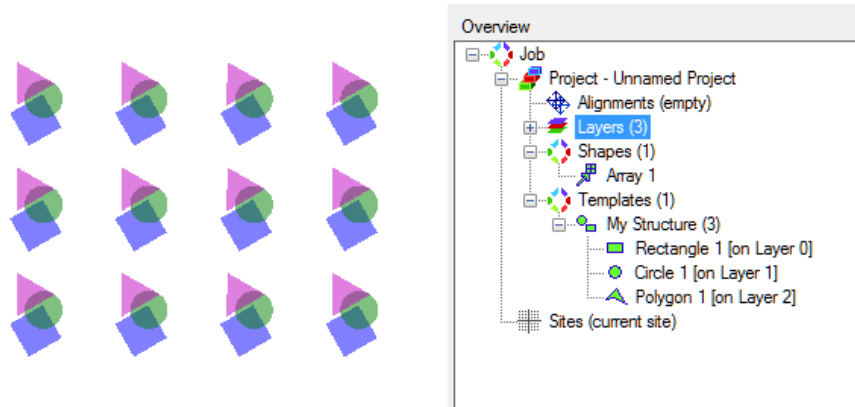 Overview
Job
Project - Unnamed Project
Alignments (empty)
Layers (3)
Shapes (1)
Array 1
Templates (1)
My Structure (3)
Rectangle 1 [on Layer 0]
Circle 1 [on Layer 1]
Polygon 1 [on Layer 2]
Sites (current site)